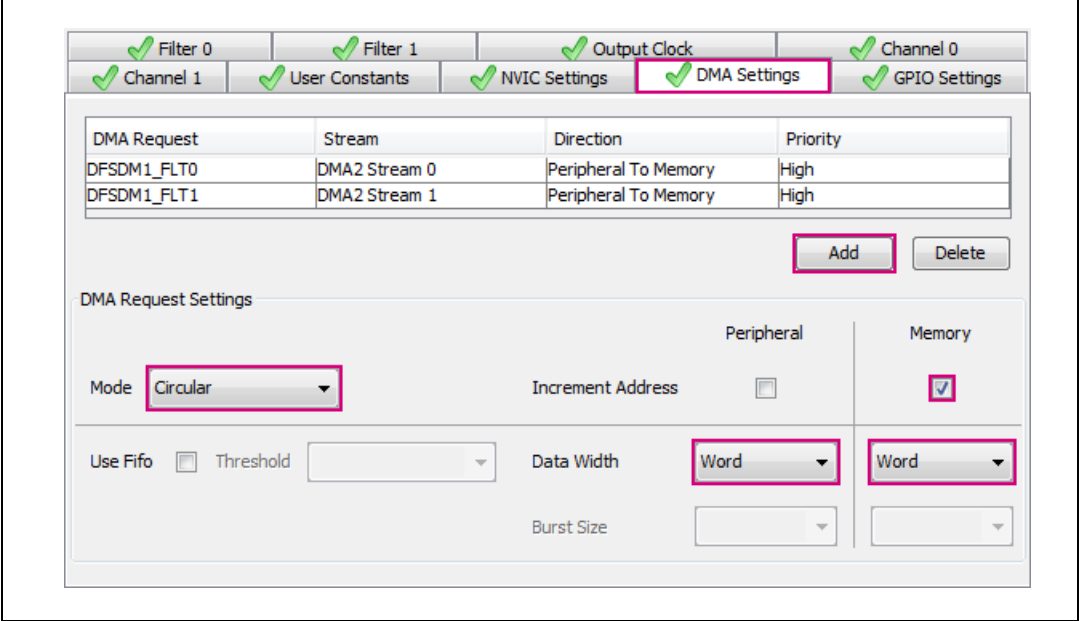 Filter 0 Filter 1 Output Clock Channel 0
Channel 1 User Constants NVIC Settings DMA Settings GPIO Settings
DMA Request Stream Direction Priority
DFSDM1_FLT0 DMA2 Stream 0 Peripheral To Memory High
DFSDM1_FLT1 DMA2 Stream 1 Peripheral To Memory High
Add Delete
DMA Request Settings
Peripheral Memory
Mode Circular Increment Address
Use Fifo Threshold Data Width Word Word
Burst Size